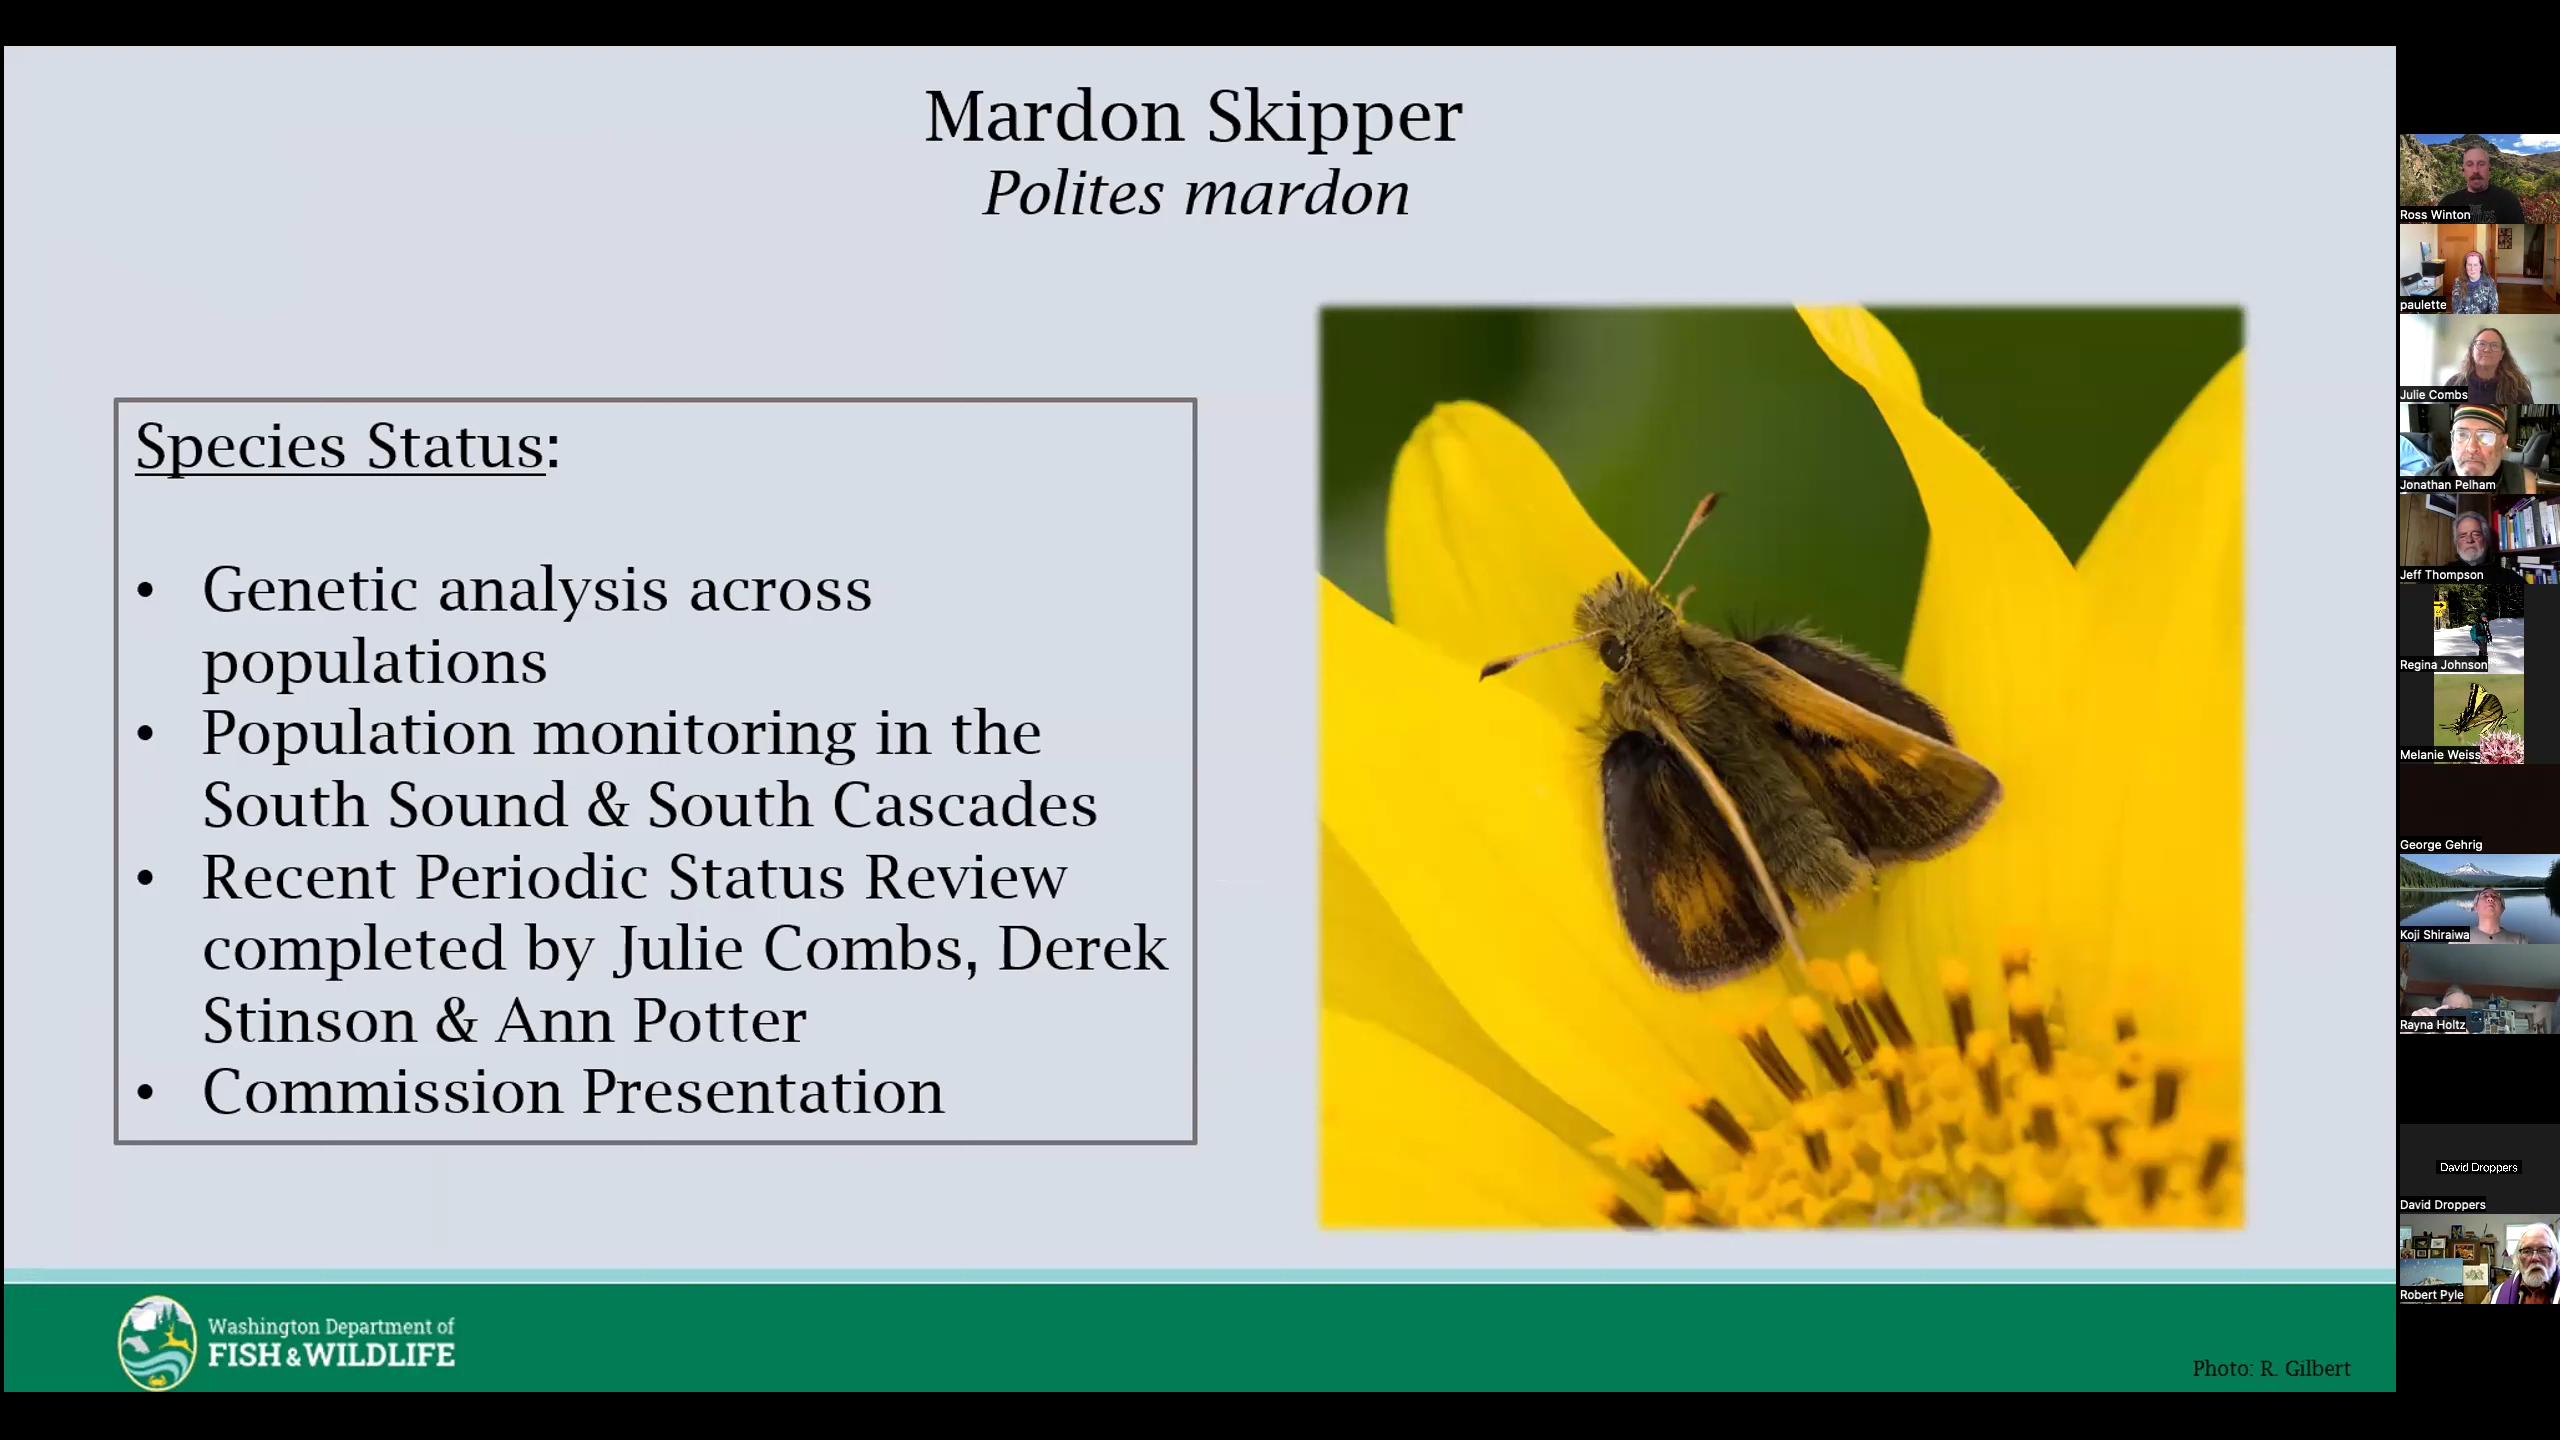 Mardon Skipper
Polites mardon
Species Status:
• Genetic analysis across
populations
• Population monitoring in the
South Sound & South Cascades
• Recent Periodic Status Review
completed by Julie Combs, Derek
Stinson & Ann Potter
• Commission Presentation
Washington Department of
FISH & WILDLIFE
Photo: R. Gilbert
Ross Winton
paulette
Julie Combs
Jonathan Pelham
Jeff Thompson
Regina Johnson
Melanie Weiss
George Gehrig
Koji Shiraiwa
Rayna Holtz
David Droppers
David Droppers
Robert Pyle